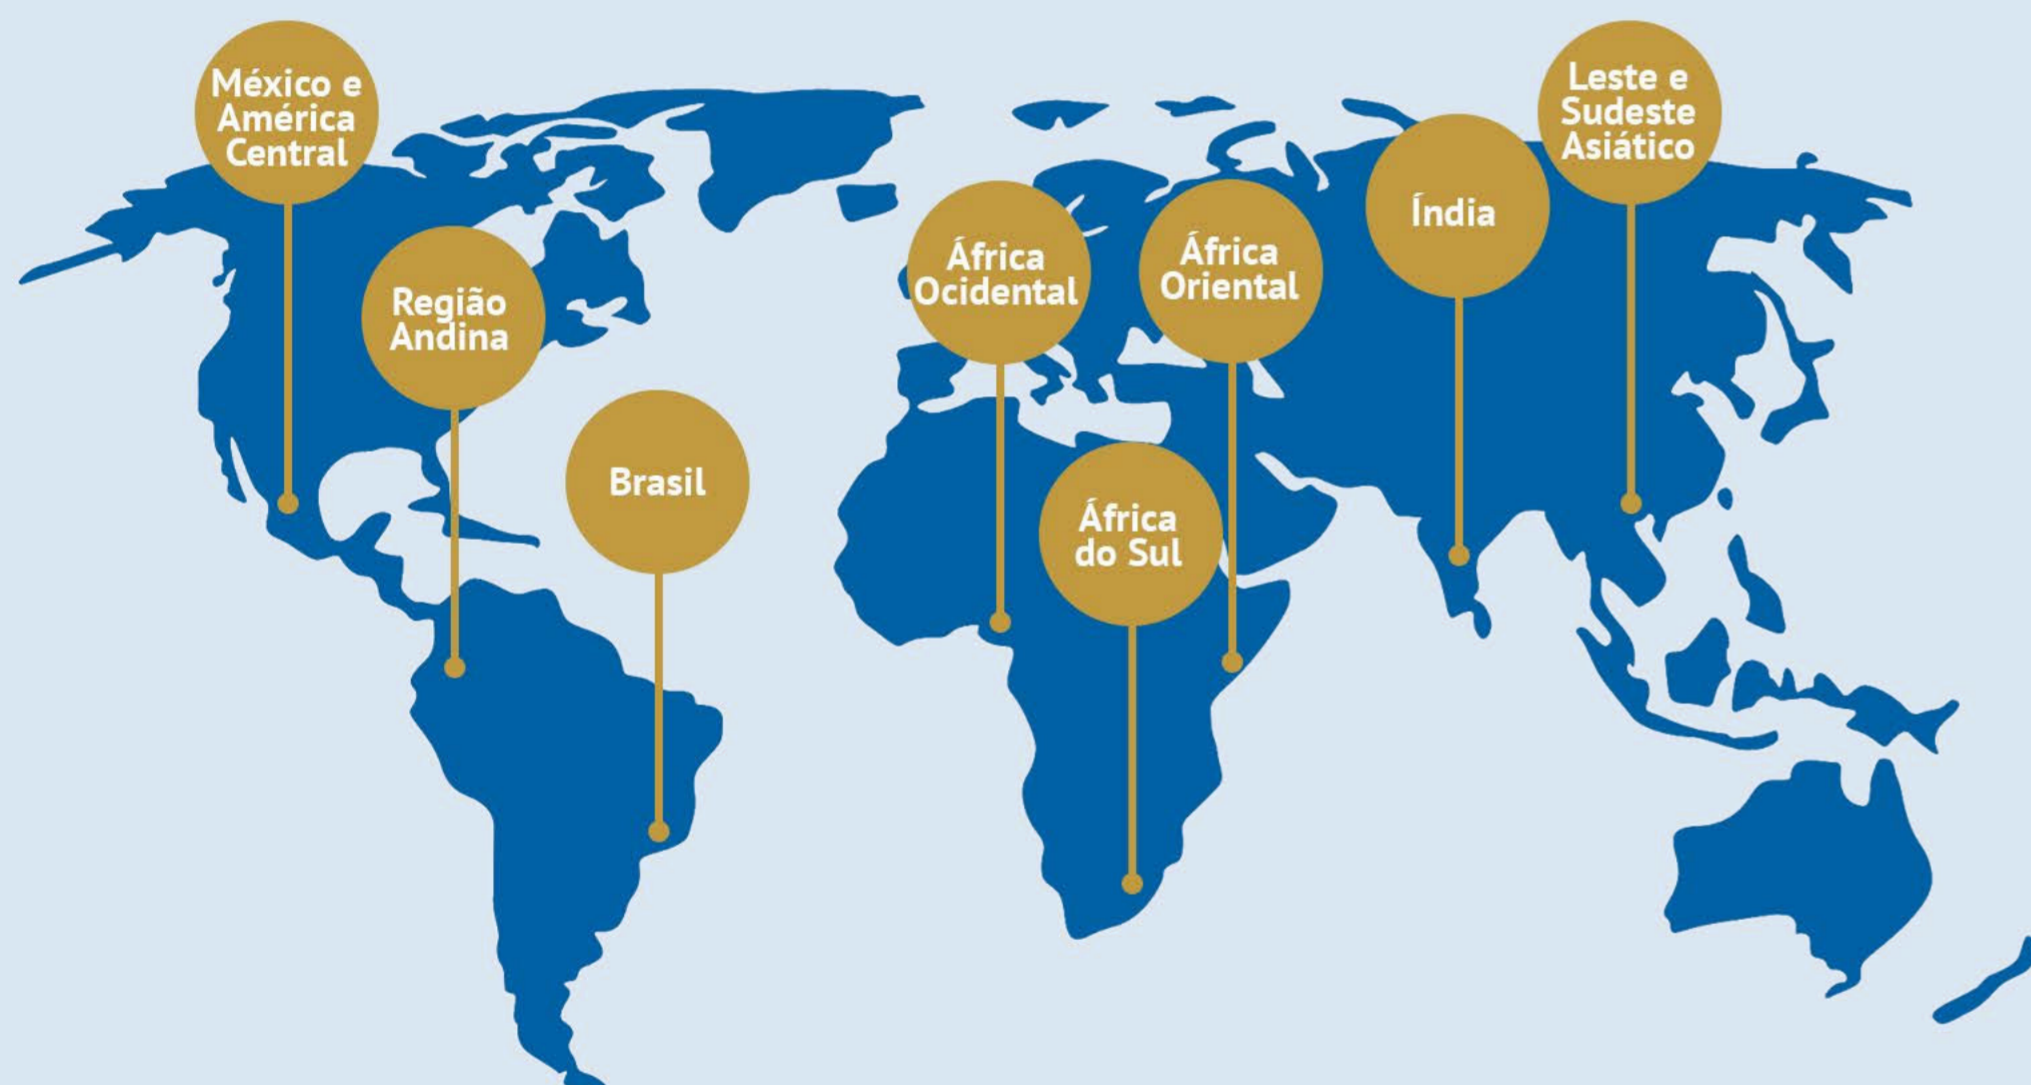 México e
América
Central
Região
Andina
Brasil
África
Ocidental
África
do Sul
África
Oriental
Índia
Leste e
Sudeste
Asiático